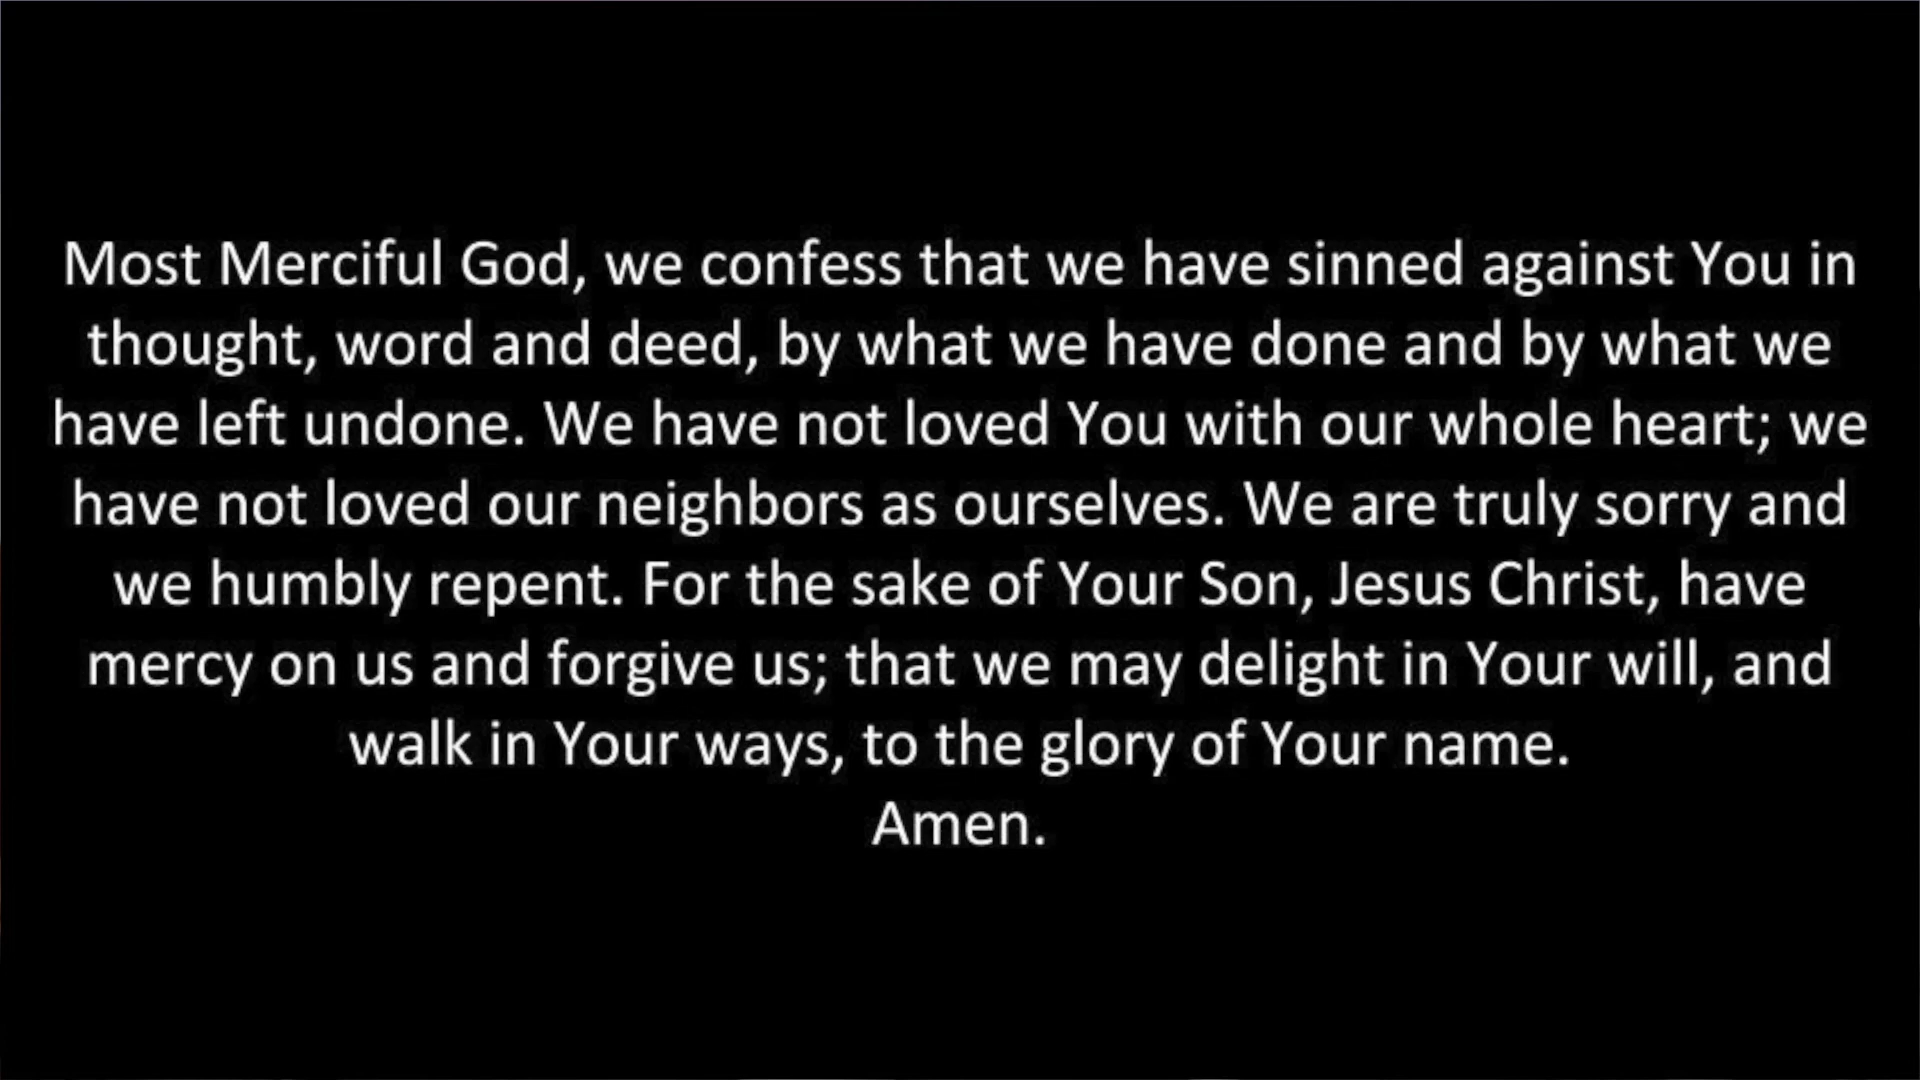 Most Merciful God, we confess that we have sinned against You in
thought, word and deed, by what we have done and by what we
have left undone. We have not loved You with our whole heart; we
have not loved our neighbors as ourselves. We are truly sorry and
we humbly repent. For the sake of Your Son, Jesus Christ, have
mercy on us and forgive us; that we may delight in Your will, and
walk in Your ways, to the glory of Your name.
Amen.